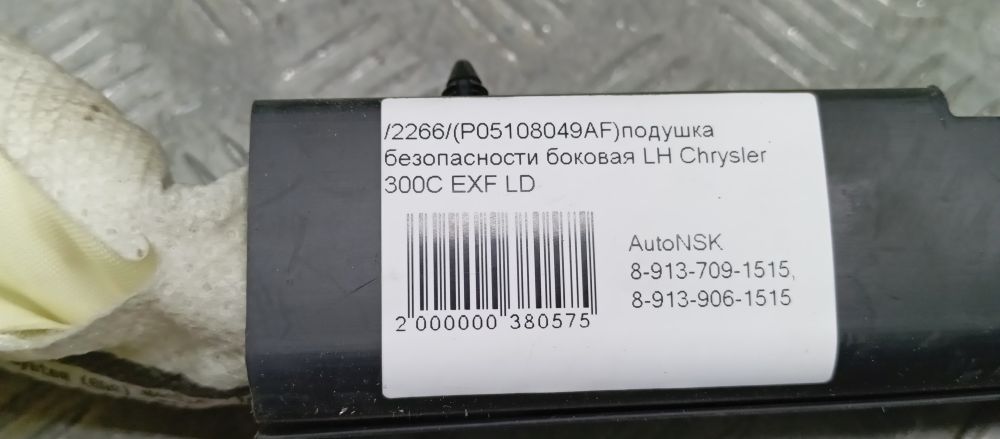 /2266/(P05108049AF)подушка
безопасности боковая LH Chrysler
300C EXF LD
AutoNSK
8-913-709-1515,
8-913-906-1515
2 000000 380575